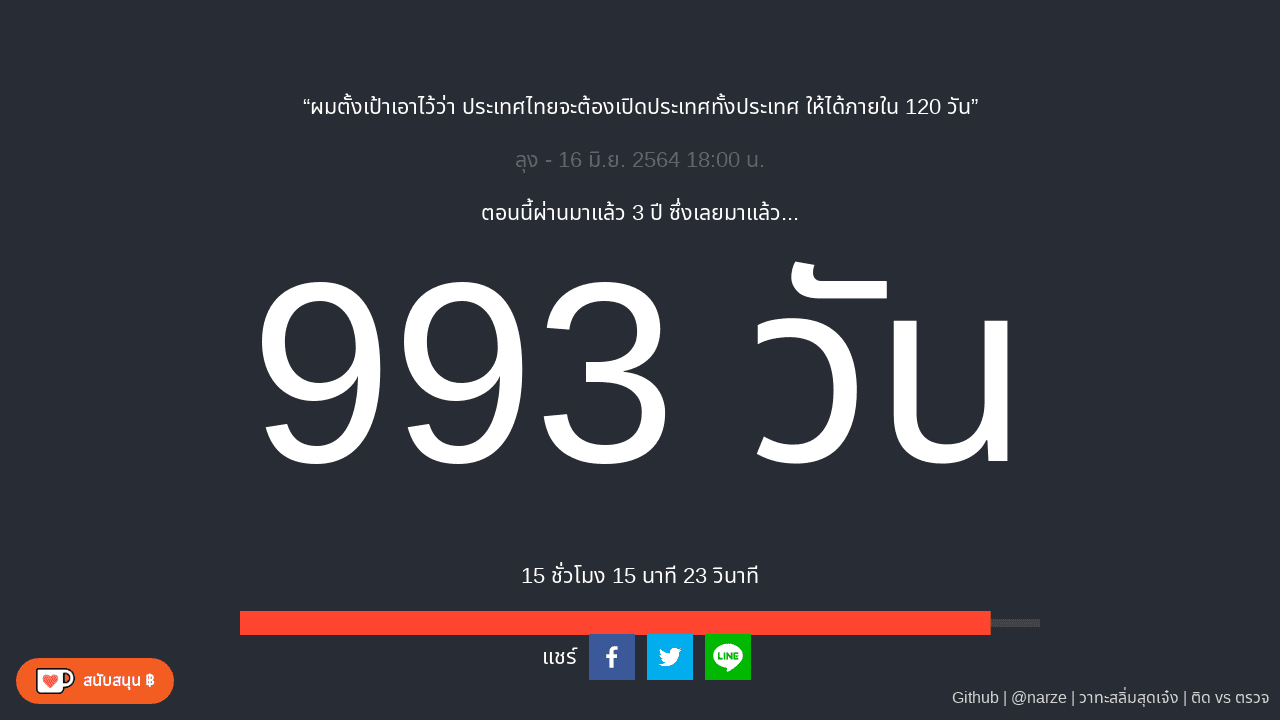 “ผมตั้งเป้าเอาไว้ว่า ประเทศไทยจะต้องเปิดประเทศทั้งประเทศ ให้ได้ภายใน 120 วัน”
ลุง - 16 มิ.ย. 2564 18:00 น.
ตอนนี้ผ่านมาแล้ว 3 ปี ซึ่งเลยมาแล้ว...
993 วัน
15 ชั่วโมง 15 นาที 23 วินาที
แชร์
LINE
สนับสนุน ฿
Github | @narze | วาทะสลิ่มสุดเจ๋ง | ติด vs ตรวจ